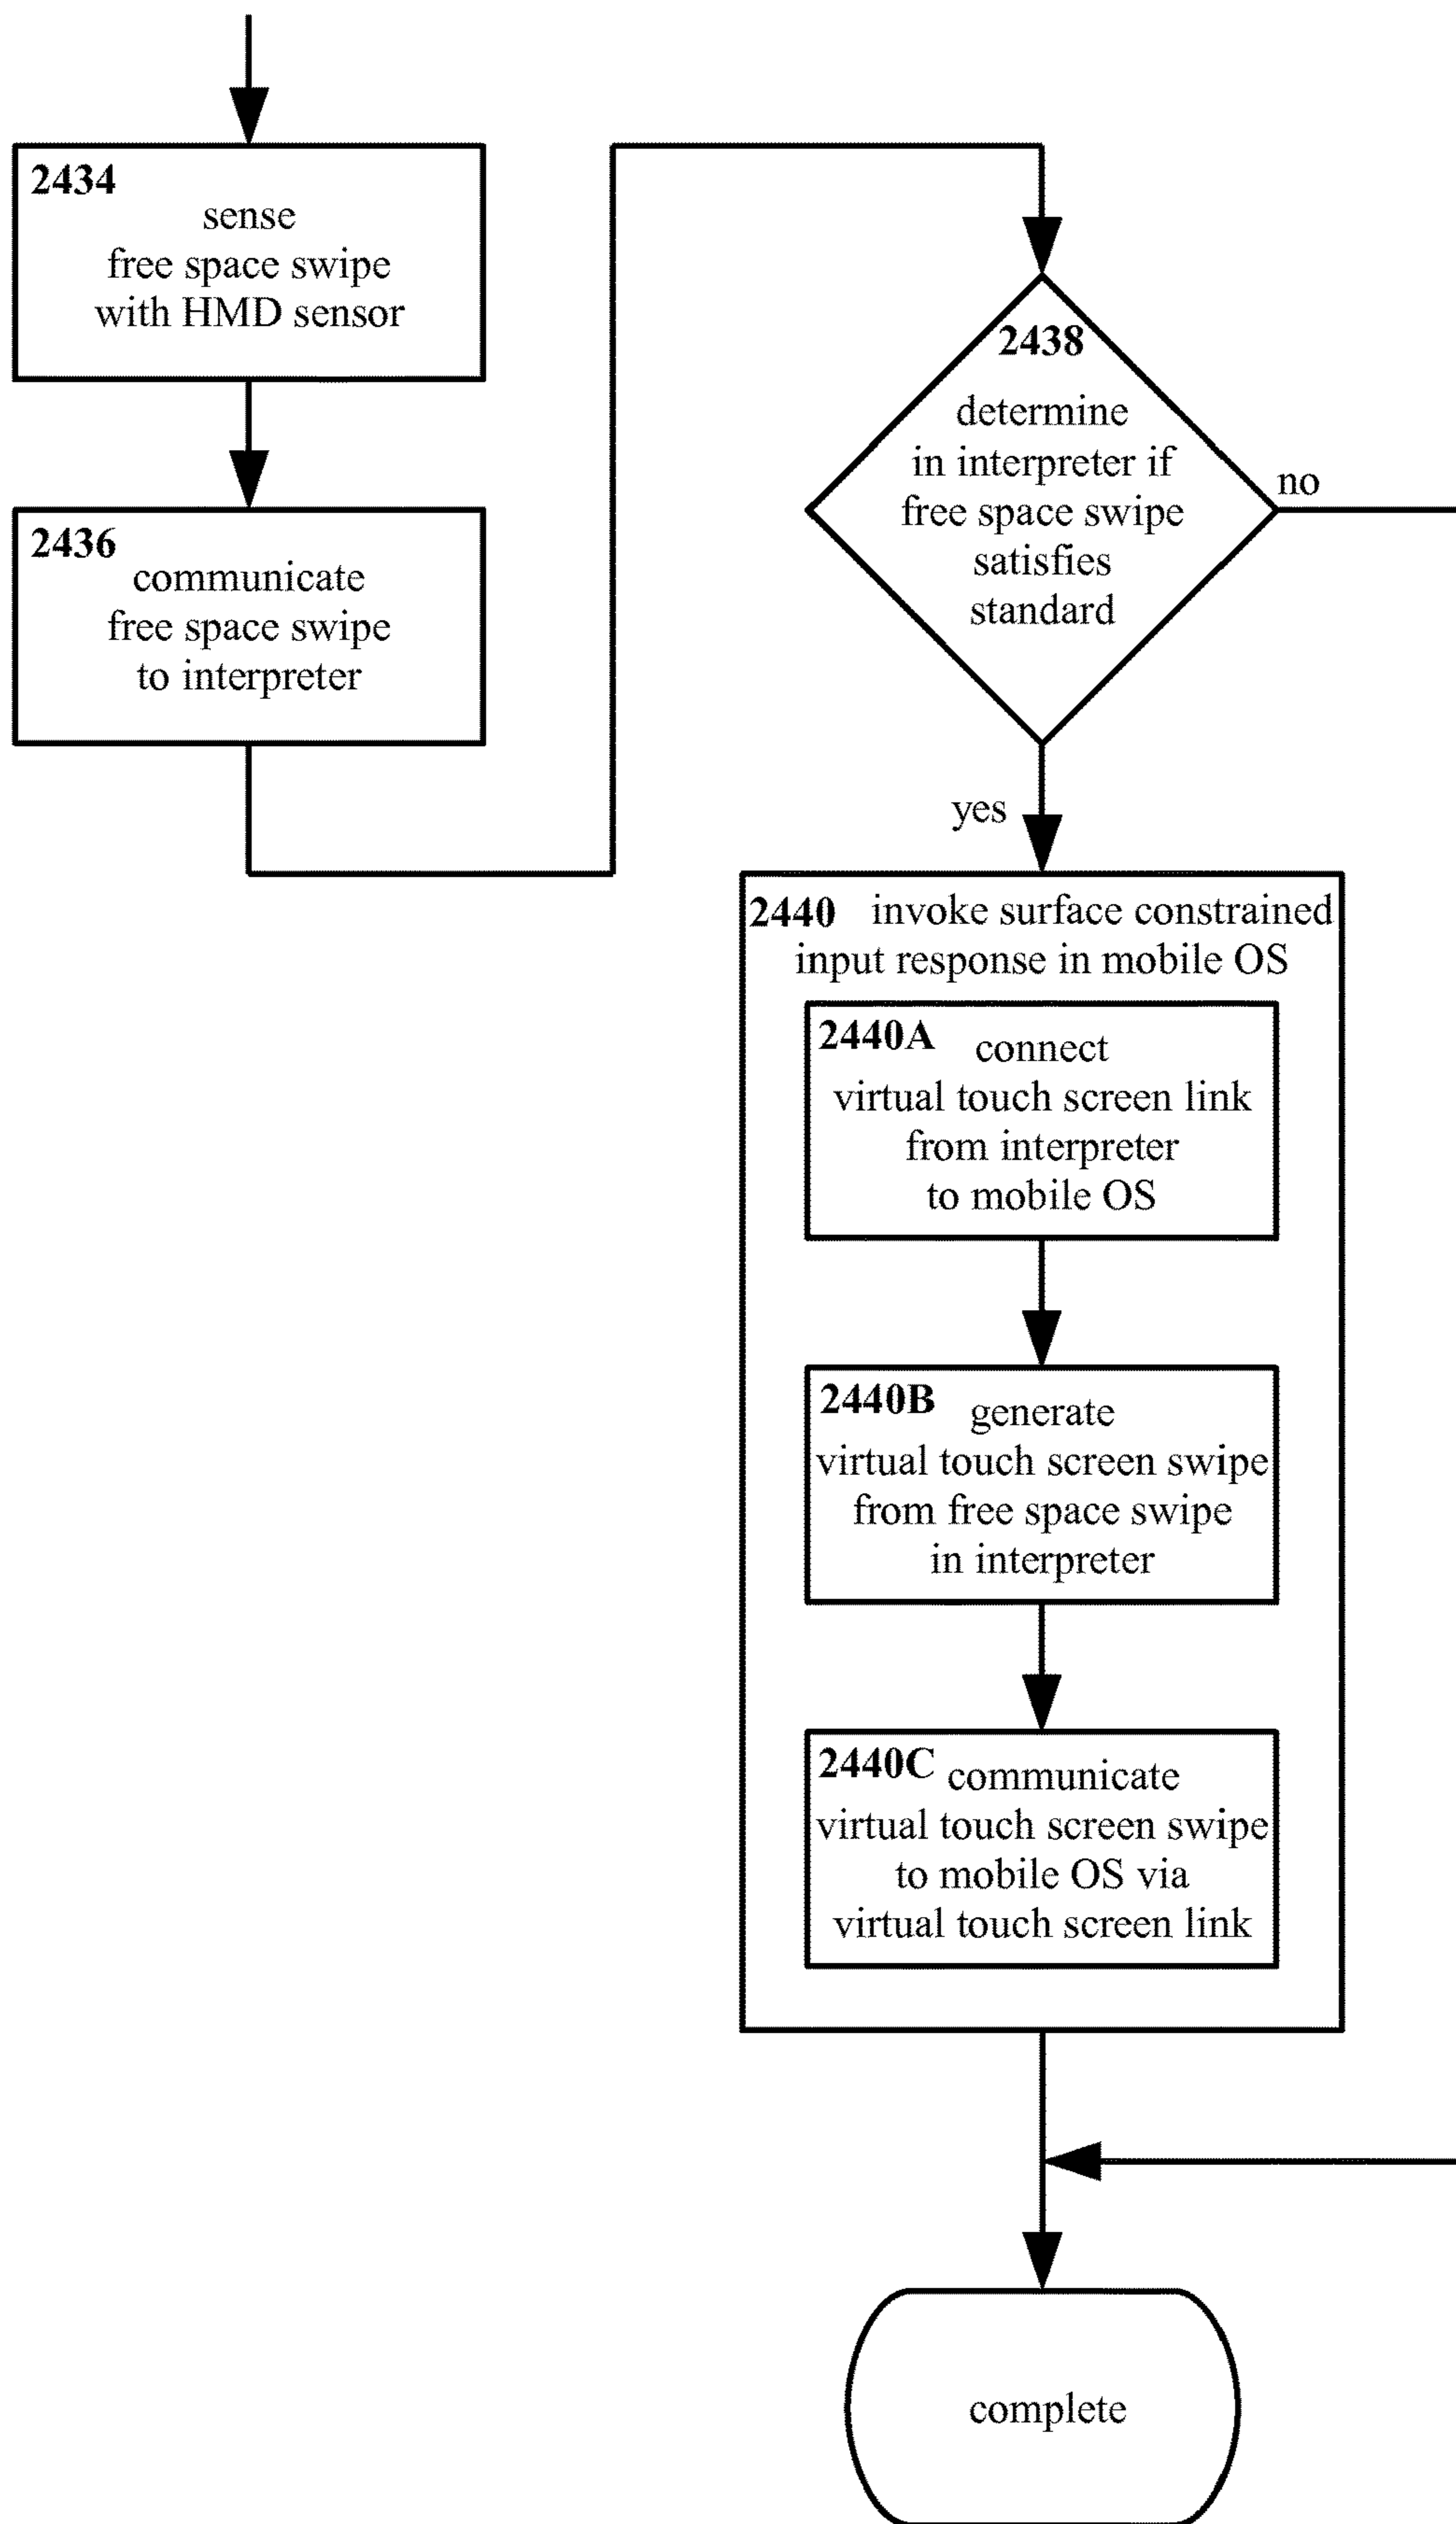 2434
sense
free space swipe
with HMD sensor
2436
communicate
free space swipe
to interpreter
2438
determine
in interpreter if
free space swipe
satisfies
standard
no
yes
2440 invoke surface constrained
input response in mobile OS
2440A connect
virtual touch screen link
from interpreter
to mobile OS
2440B generate
virtual touch screen swipe
from free space swipe
in interpreter
2440C communicate
virtual touch screen swipe
to mobile OS via
virtual touch screen link
complete